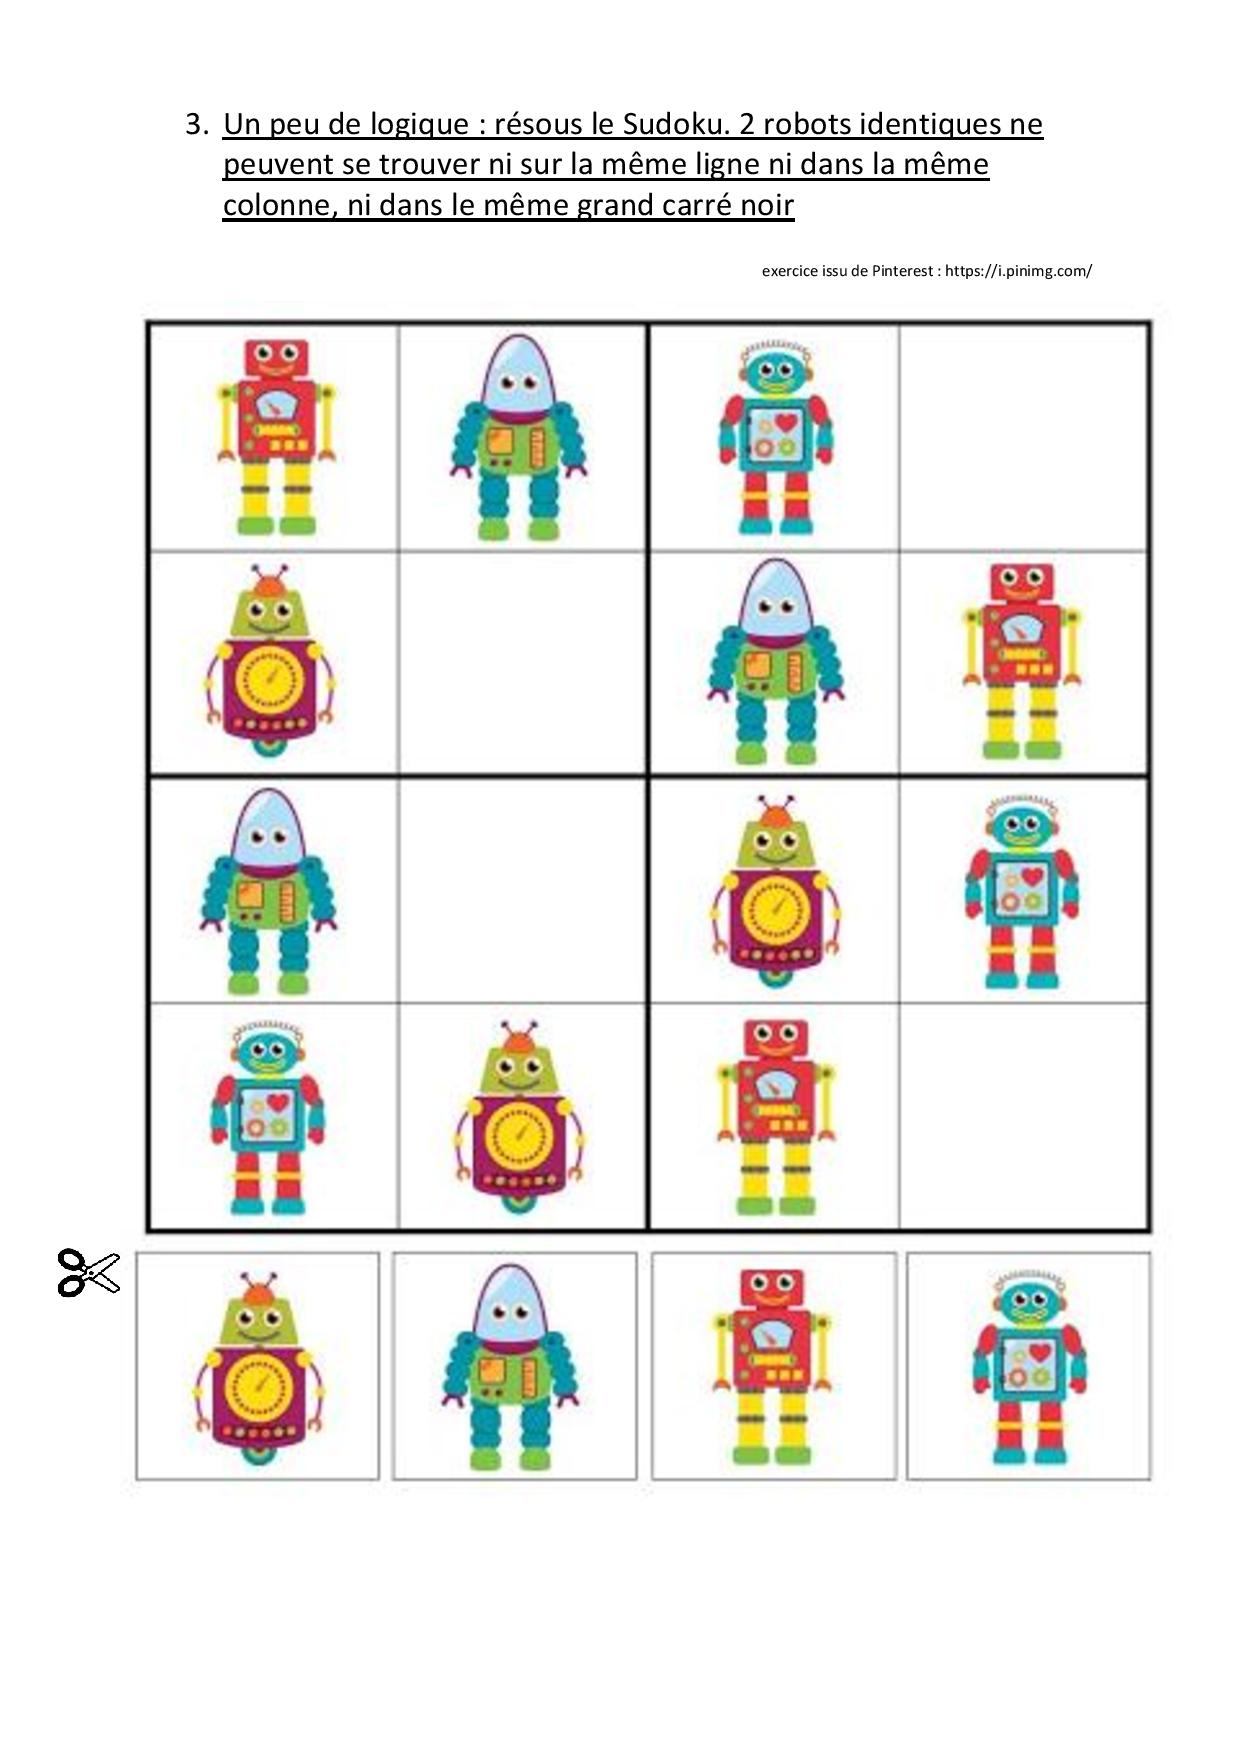 3. Un peu de logique : résous le Sudoku. 2 robots identiques ne
peuvent se trouver ni sur la même ligne ni dans la même
colonne, ni dans le même grand carré noir
exercice issu de Pinterest : https://i.pinimg.com/